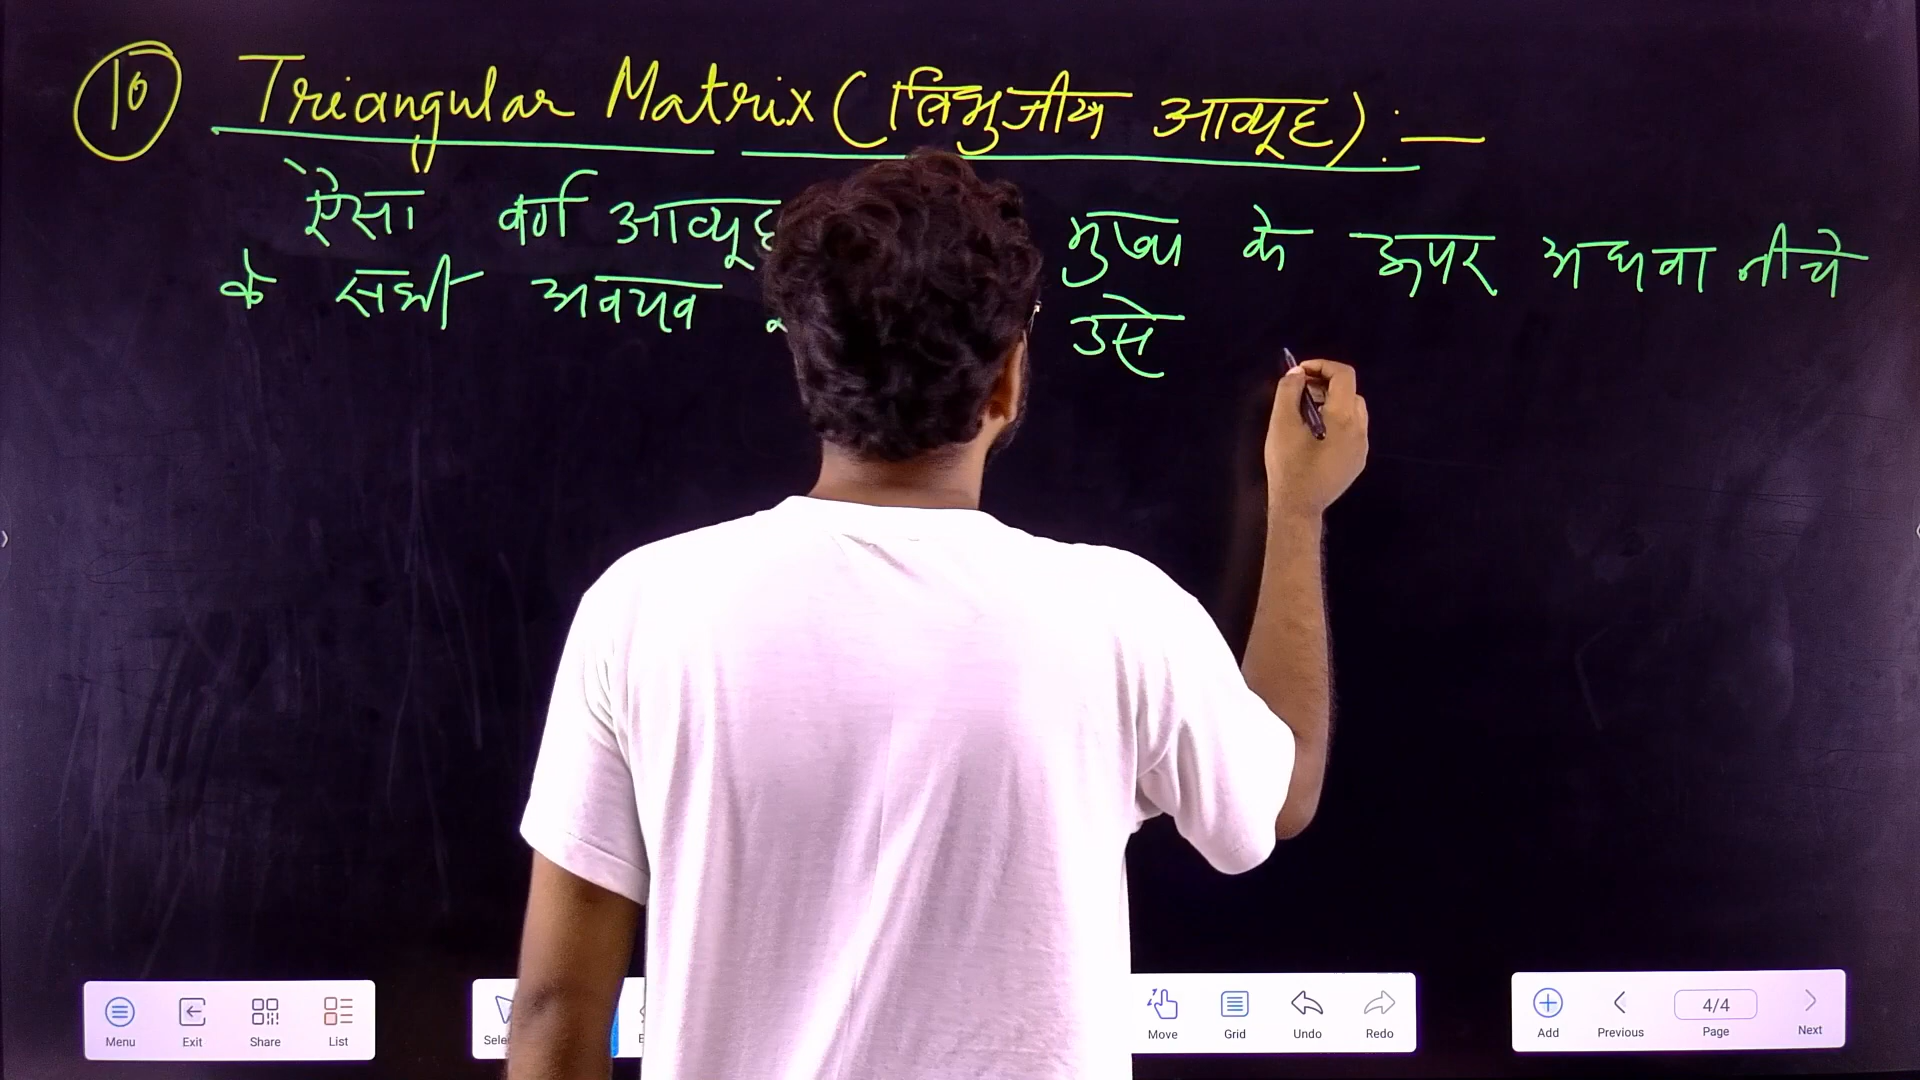 10 Triangular Matrix (त्रिभुजीय आव्यूह) :—
ऐसा वर्ग आव्यूह मुख्य के ऊपर अथवा नीचे
के सभी अवयव उसे
Menu Exit Share List Move Grid Undo Redo Add Previous 4/4 Page Next